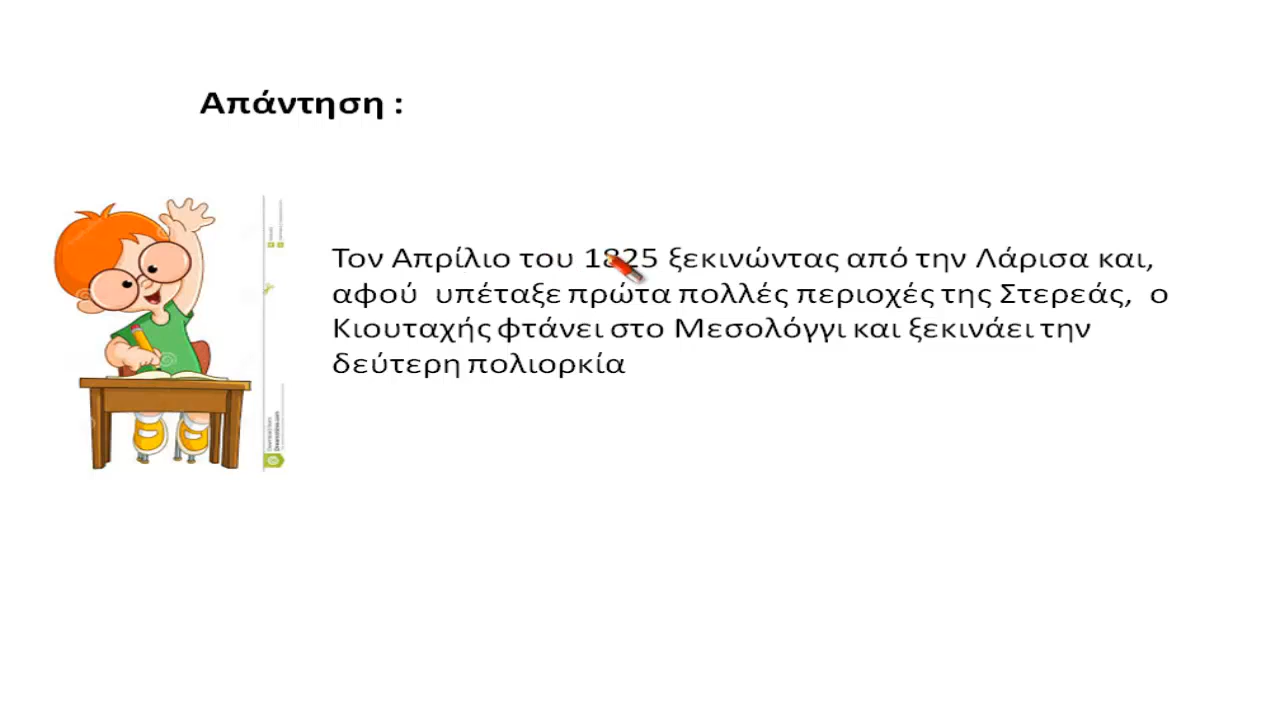 Απάντηση :
Τον Απρίλιο του 1825 ξεκινώντας από την Λάρισα και,
αφού υπέταξε πρώτα πολλές περιοχές της Στερεάς, ο
Κιουταχής φτάνει στο Μεσολόγγι και ξεκινάει την
δεύτερη πολιορκία